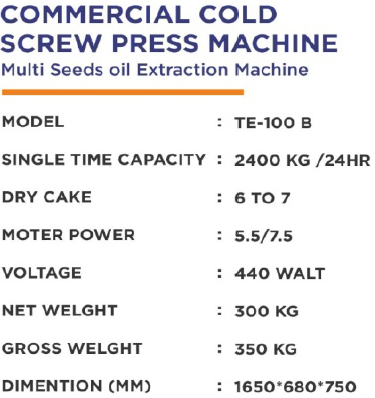 COMMERCIAL COLD
SCREW PRESS MACHINE
Multi Seeds oil Extraction Machine
MODEL : TE-100 B
SINGLE TIME CAPACITY : 2400 KG /24HR
DRY CAKE : 6 TO 7
MOTER POWER : 5.5/7.5
VOLTAGE : 440 WALT
NET WELGHT : 300 KG
GROSS WELGHT : 350 KG
DIMENTION (MM) : 1650*680*750